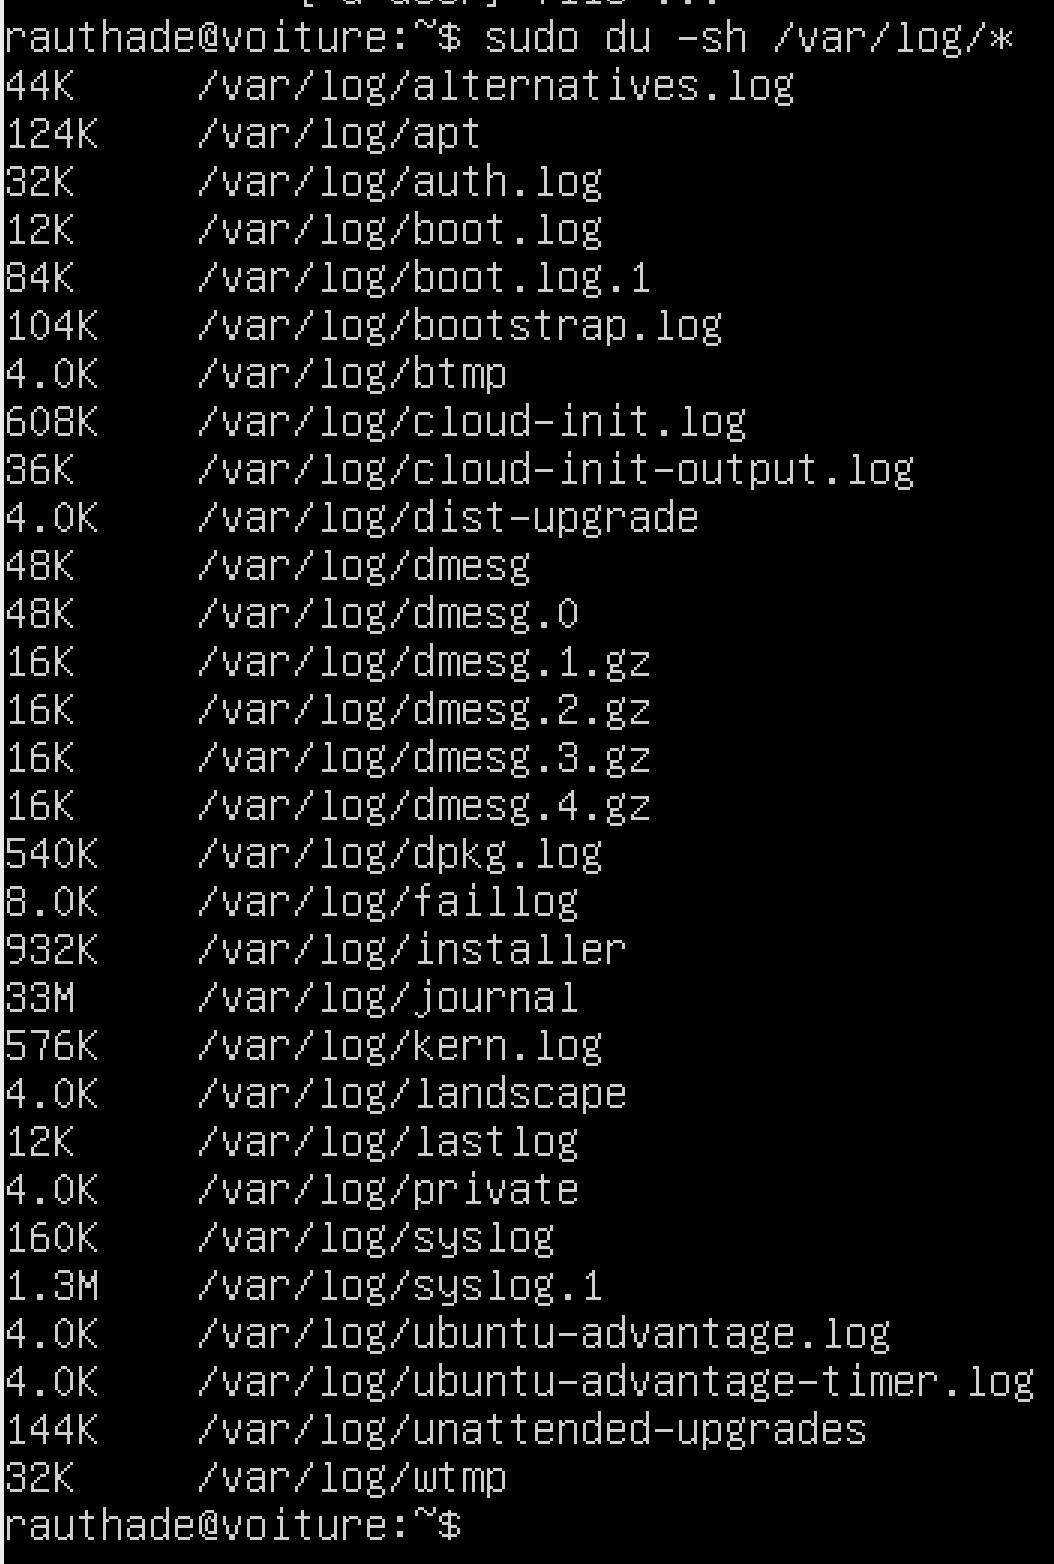 rauthade@voiture:~$ sudo du -sh /var/log/*
44K /var/log/alternatives.log
124K /var/log/apt
32K /var/log/auth.log
12K /var/log/boot.log
84K /var/log/boot.log.1
104K /var/log/bootstrap.log
4.0K /var/log/btmp
608K /var/log/cloud-init.log
36K /var/log/cloud-init-output.log
4.0K /var/log/dist-upgrade
48K /var/log/dmesg
48K /var/log/dmesg.0
16K /var/log/dmesg.1.gz
16K /var/log/dmesg.2.gz
16K /var/log/dmesg.3.gz
16K /var/log/dmesg.4.gz
540K /var/log/dpkg.log
8.0K /var/log/faillog
932K /var/log/installer
33M /var/log/journal
576K /var/log/kern.log
4.0K /var/log/landscape
12K /var/log/lastlog
4.0K /var/log/private
160K /var/log/syslog
1.3M /var/log/syslog.1
4.0K /var/log/ubuntu-advantage.log
4.0K /var/log/ubuntu-advantage-timer.log
144K /var/log/unattended-upgrades
32K /var/log/wtmp
rauthade@voiture:~$